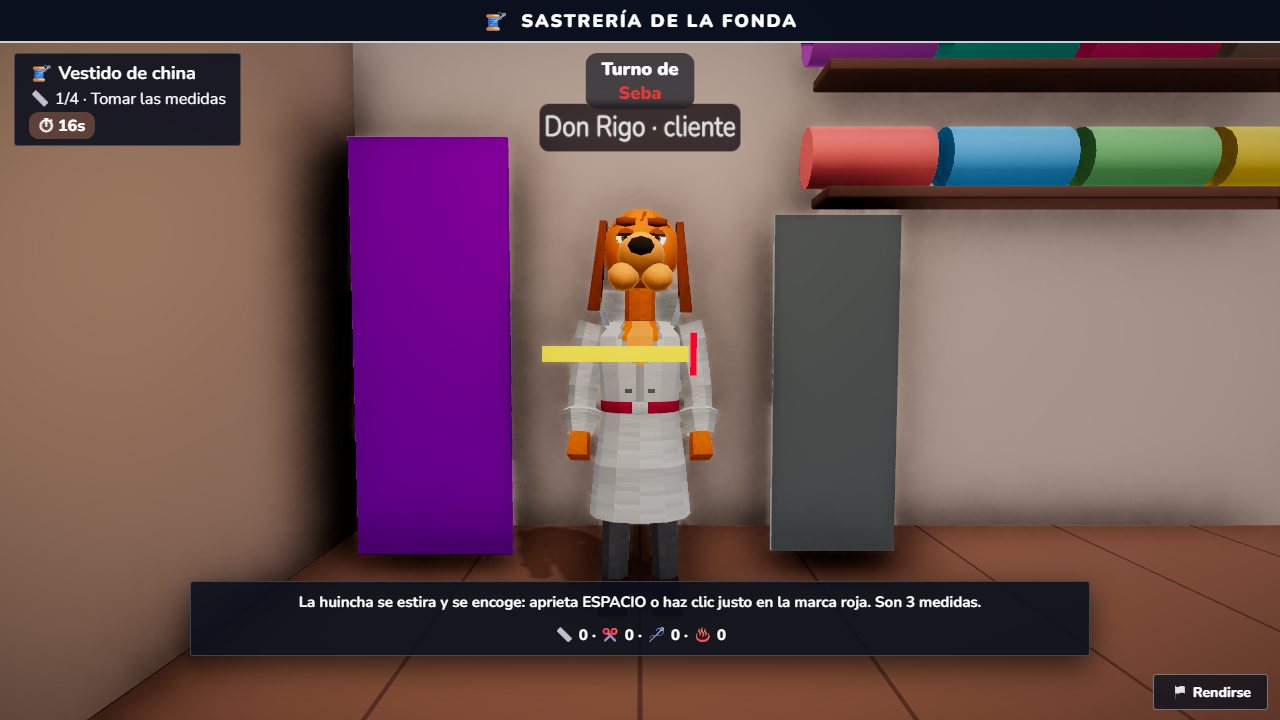 SASTRERÍA DE LA FONDA
Vestido de china
1/4 · Tomar las medidas
16s
Turno de
Seba
Don Rigo · cliente
La huincha se estira y se encoge: aprieta ESPACIO o haz clic justo en la marca roja. Son 3 medidas.
0 · 0 · 0 · 0
Rendirse